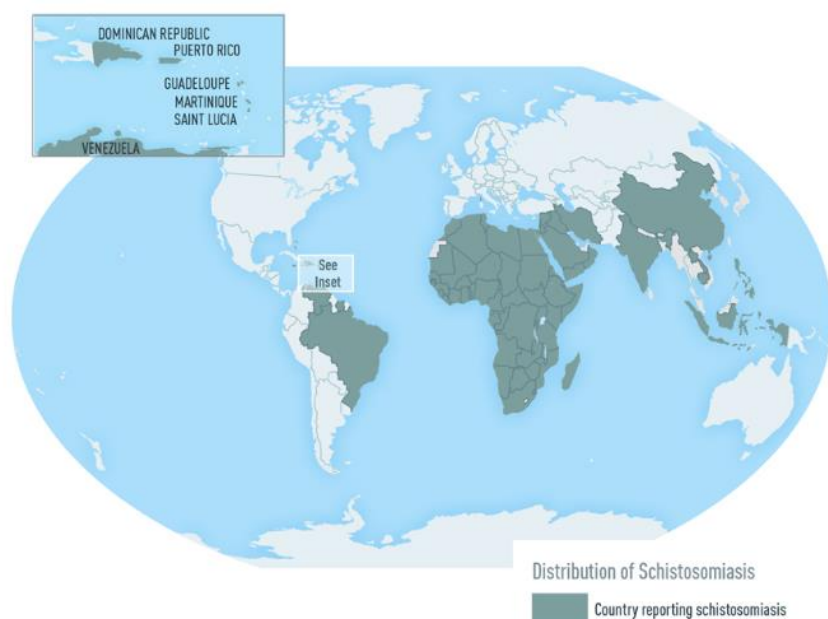 DOMINICAN REPUBLIC
PUERTO RICO
GUADELOUPE
MARTINIQUE
SAINT LUCIA
VENEZUELA
See
Inset
Distribution of Schistosomiasis
Country reporting schistosomiasis